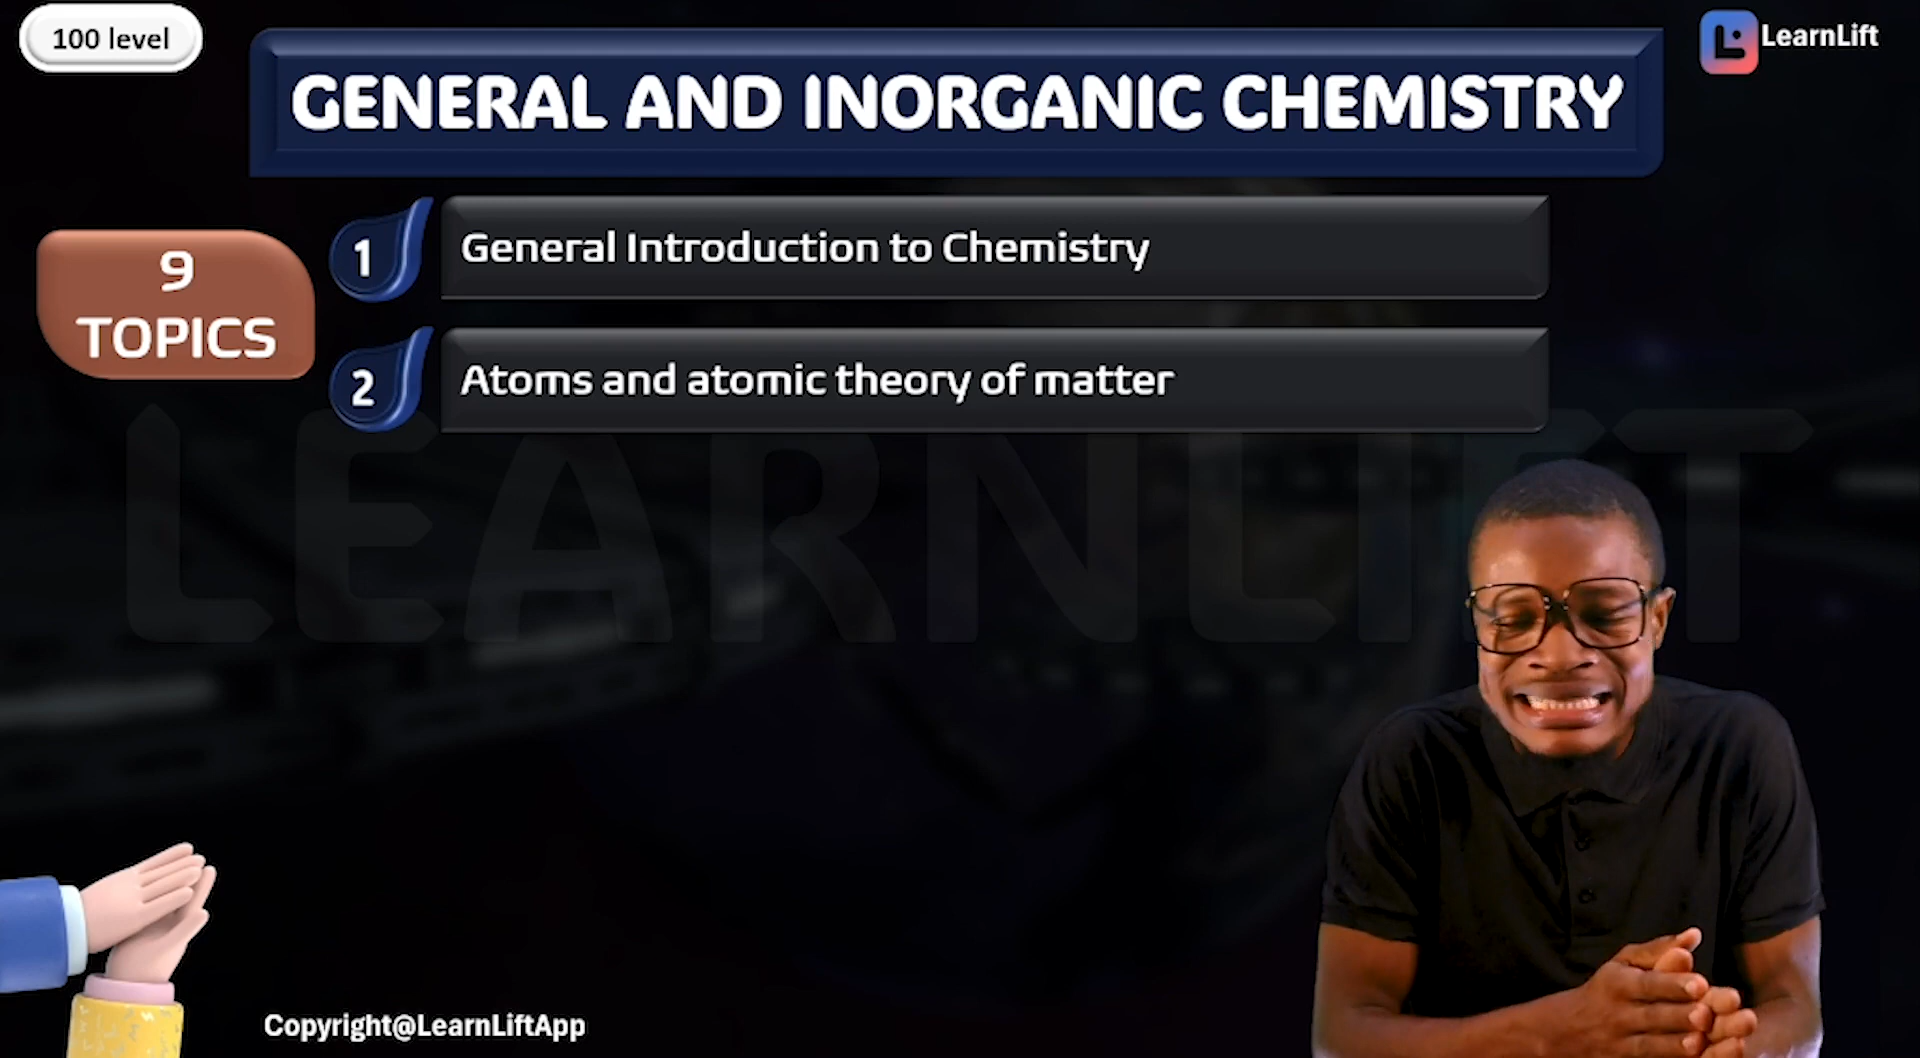 100 level
LearnLift
GENERAL AND INORGANIC CHEMISTRY
9
TOPICS
1
General Introduction to Chemistry
2
Atoms and atomic theory of matter
LEARNLIFT
Copyright@LearnLiftApp